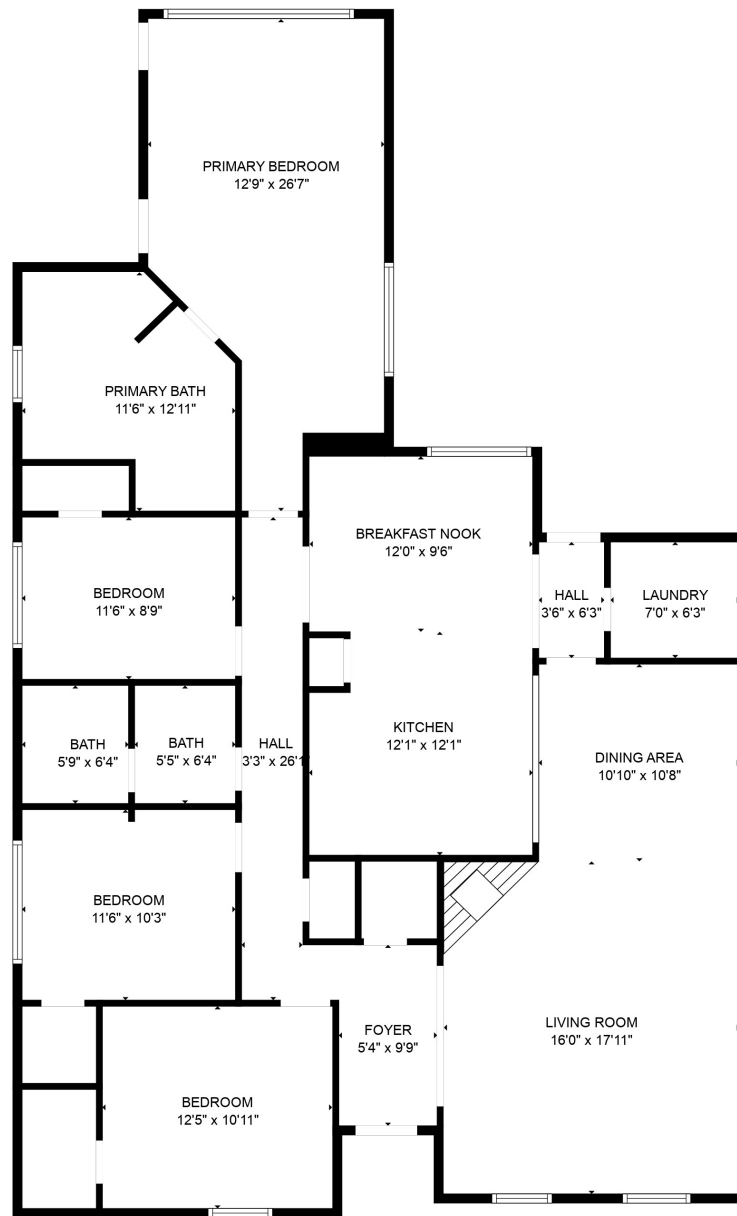 PRIMARY BEDROOM
12'9" x 26'7"
PRIMARY BATH
11'6" x 12'11"
BREAKFAST NOOK
12'0" x 9'6"
BEDROOM
11'6" x 8'9"
HALL
3'6" x 6'3"
LAUNDRY
7'0" x 6'3"
KITCHEN
12'1" x 12'1"
BATH
5'9" x 6'4"
BATH
5'5" x 6'4"
HALL
3'3" x 26'1
DINING AREA
10'10" x 10'8"
BEDROOM
11'6" x 10'3"
FOYER
5'4" x 9'9"
LIVING ROOM
16'0" x 17'11"
BEDROOM
12'5" x 10'11"